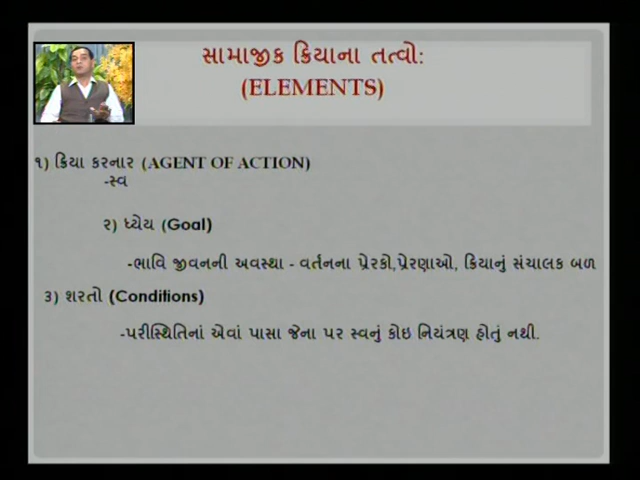 સામાજીક ક્રિયાના તત્વો:
(ELEMENTS)
૧) ક્રિયા કરનાર (AGENT OF ACTION)
-સ્વ
૨) ધ્યેય (Goal)
-ભાવિ જીવનની અવસ્થા - વર્તનના પ્રેરકો,પ્રેરણાઓ, ક્રિયાનું સંચાલક બળ
૩) શરતો (Conditions)
-પરીસ્થિતિનાં એવાં પાસા જેના પર સ્વનું કોઇ નિયંત્રણ હોતું નથી.